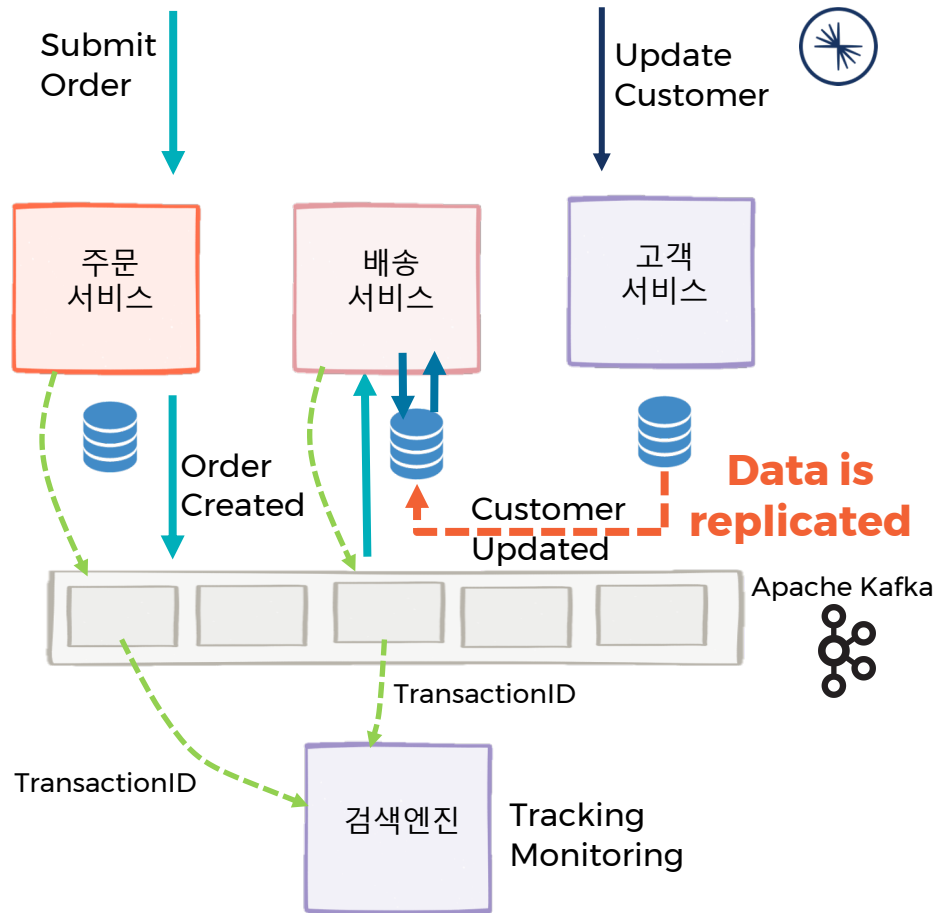 Submit
Order
Update
Customer
주문
서비스
배송
서비스
고객
서비스
Order
Created
Customer
Updated
Data is
replicated
Apache Kafka
TransactionID
TransactionID
검색엔진
Tracking
Monitoring